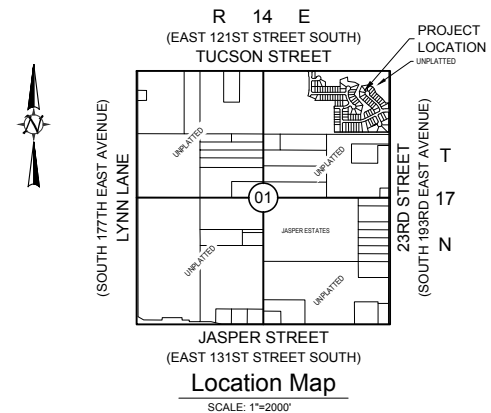 R 14 E
(EAST 121ST STREET SOUTH)
TUCSON STREET
PROJECT
LOCATION
UNPLATTED
N
UNPLATTED
UNPLATTED
(SOUTH 177TH EAST AVENUE)
LYNN LANE
23RD STREET
(SOUTH 193RD EAST AVENUE)
T
17
N
01
JASPER ESTATES
UNPLATTED
UNPLATTED
JASPER STREET
(EAST 131ST STREET SOUTH)
Location Map
SCALE: 1"=2000'